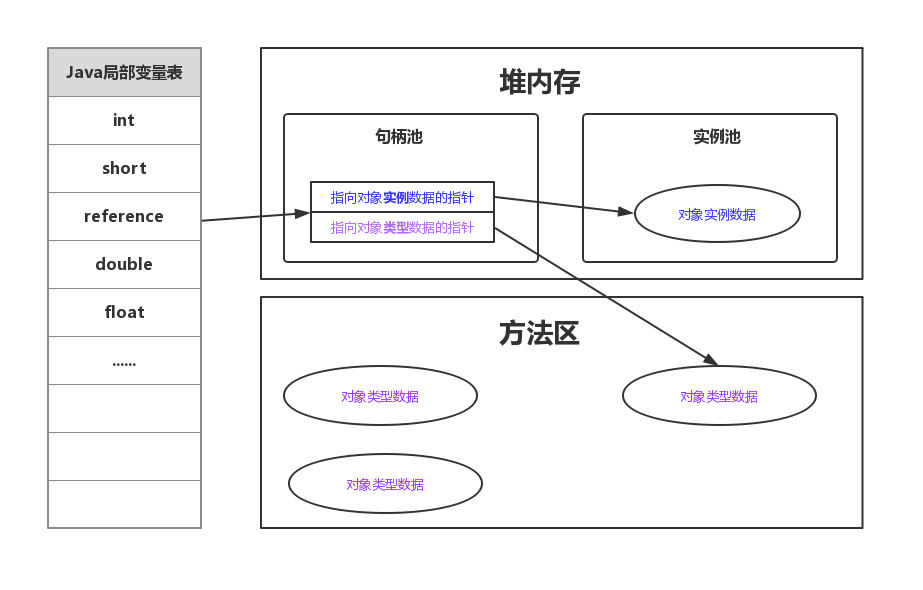 Java局部变量表
int
short
reference
double
float
......
堆内存
句柄池
指向对象实例数据的指针
指向对象类型数据的指针
实例池
对象实例数据
方法区
对象类型数据
对象类型数据
对象类型数据